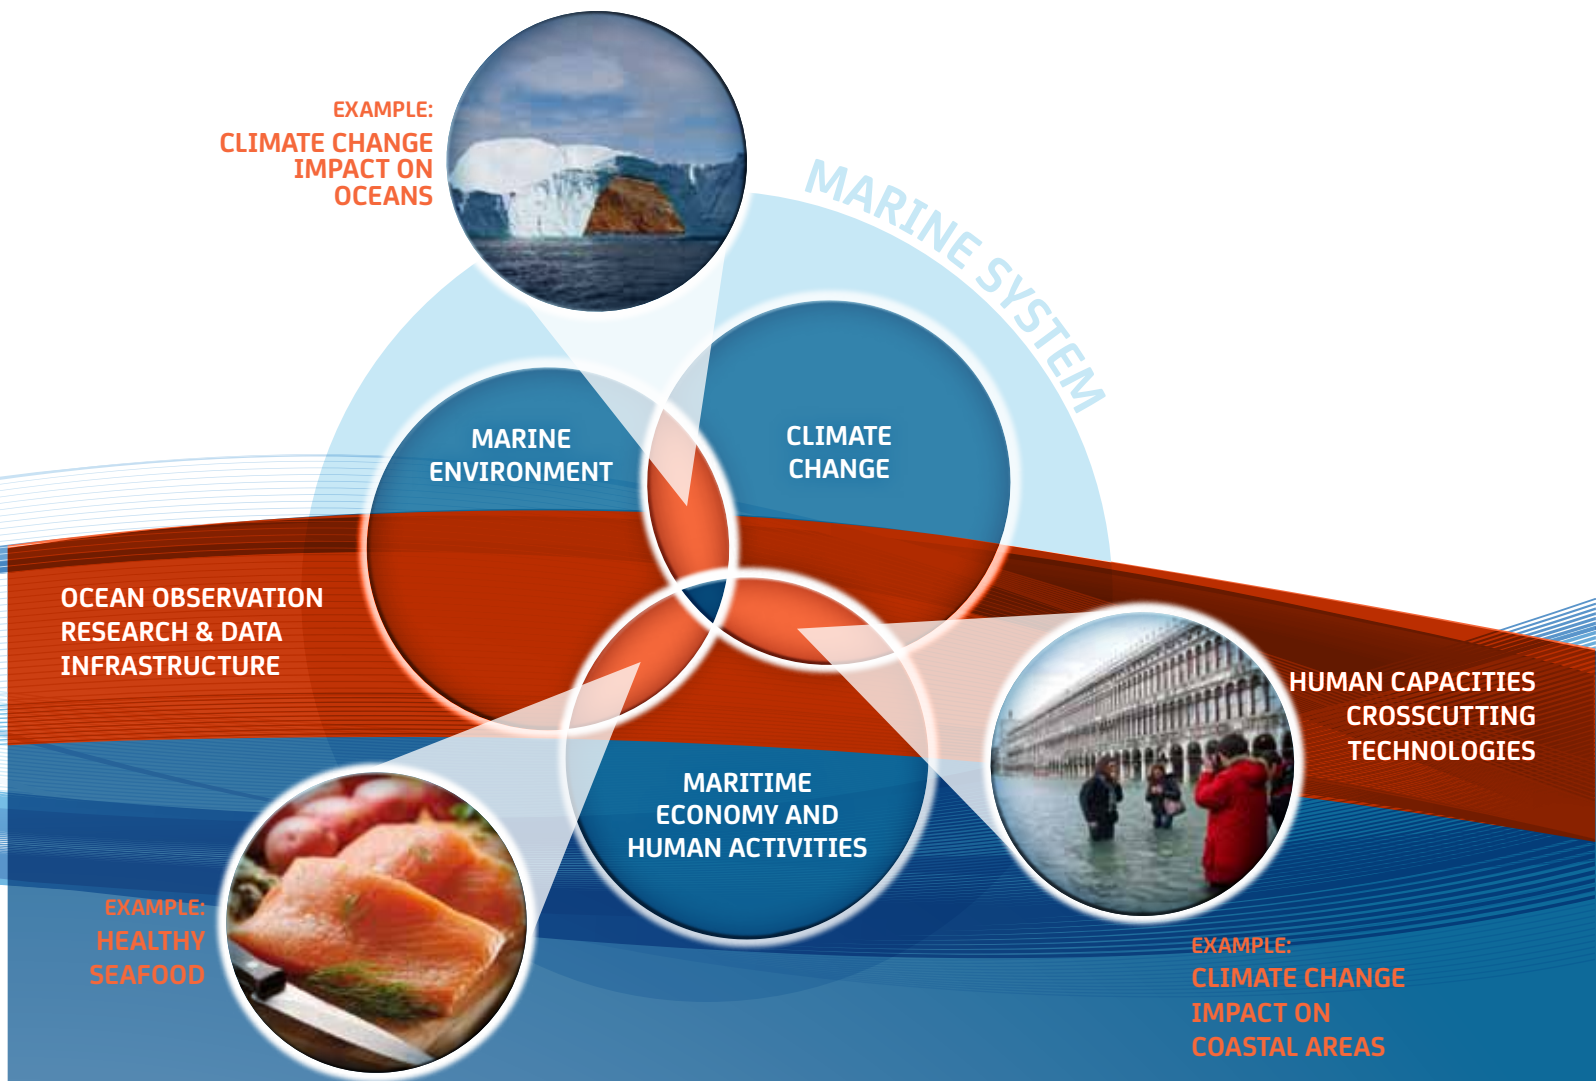 EXAMPLE:
CLIMATE CHANGE
IMPACT ON
OCEANS
MARINE SYSTEM
MARINE
ENVIRONMENT
CLIMATE
CHANGE
OCEAN OBSERVATION
RESEARCH & DATA
INFRASTRUCTURE
HUMAN CAPACITIES
CROSSCUTTING
TECHNOLOGIES
MARITIME
ECONOMY AND
HUMAN ACTIVITIES
EXAMPLE:
HEALTHY
SEAFOOD
EXAMPLE:
CLIMATE CHANGE
IMPACT ON
COASTAL AREAS